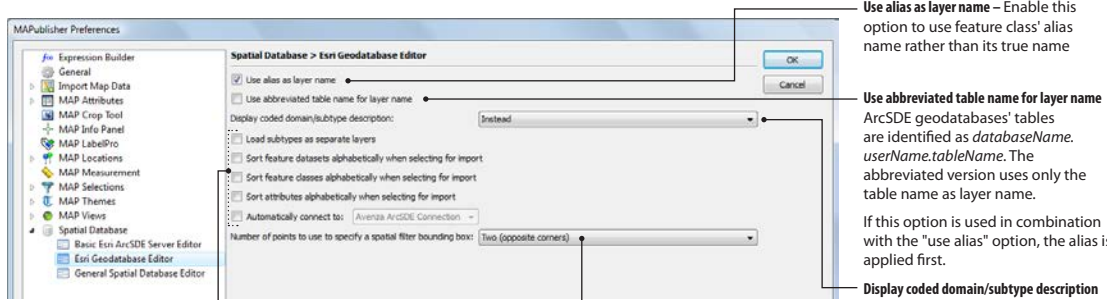 MAPublisher Preferences
Expression Builder
General
Import Map Data
MAP Attributes
MAP Crop Tool
MAP Info Panel
MAP LabelPro
MAP Locations
MAP Measurement
MAP Selections
MAP Themes
MAP Views
Spatial Database
Basic Esri ArcSDE Server Editor
Esri Geodatabase Editor
General Spatial Database Editor
Spatial Database > Esri Geodatabase Editor
Use alias as layer name
Use abbreviated table name for layer name
Display coded domain/subtype description: Instead
Load subtypes as separate layers
Sort feature datasets alphabetically when selecting for import
Sort feature classes alphabetically when selecting for import
Sort attributes alphabetically when selecting for import
Automatically connect to: Avenza ArcSDE Connection
Number of points to use to specify a spatial filter bounding box: Two (opposite corners)
OK
Cancel
Use alias as layer name – Enable this
option to use feature class' alias
name rather than its true name
Use abbreviated table name for layer name
ArcSDE geodatabases' tables
are identified as databaseName.
userName.tableName. The
abbreviated version uses only the
table name as layer name.
If this option is used in combination
with the "use alias" option, the alias is
applied first.
Display coded domain/subtype description